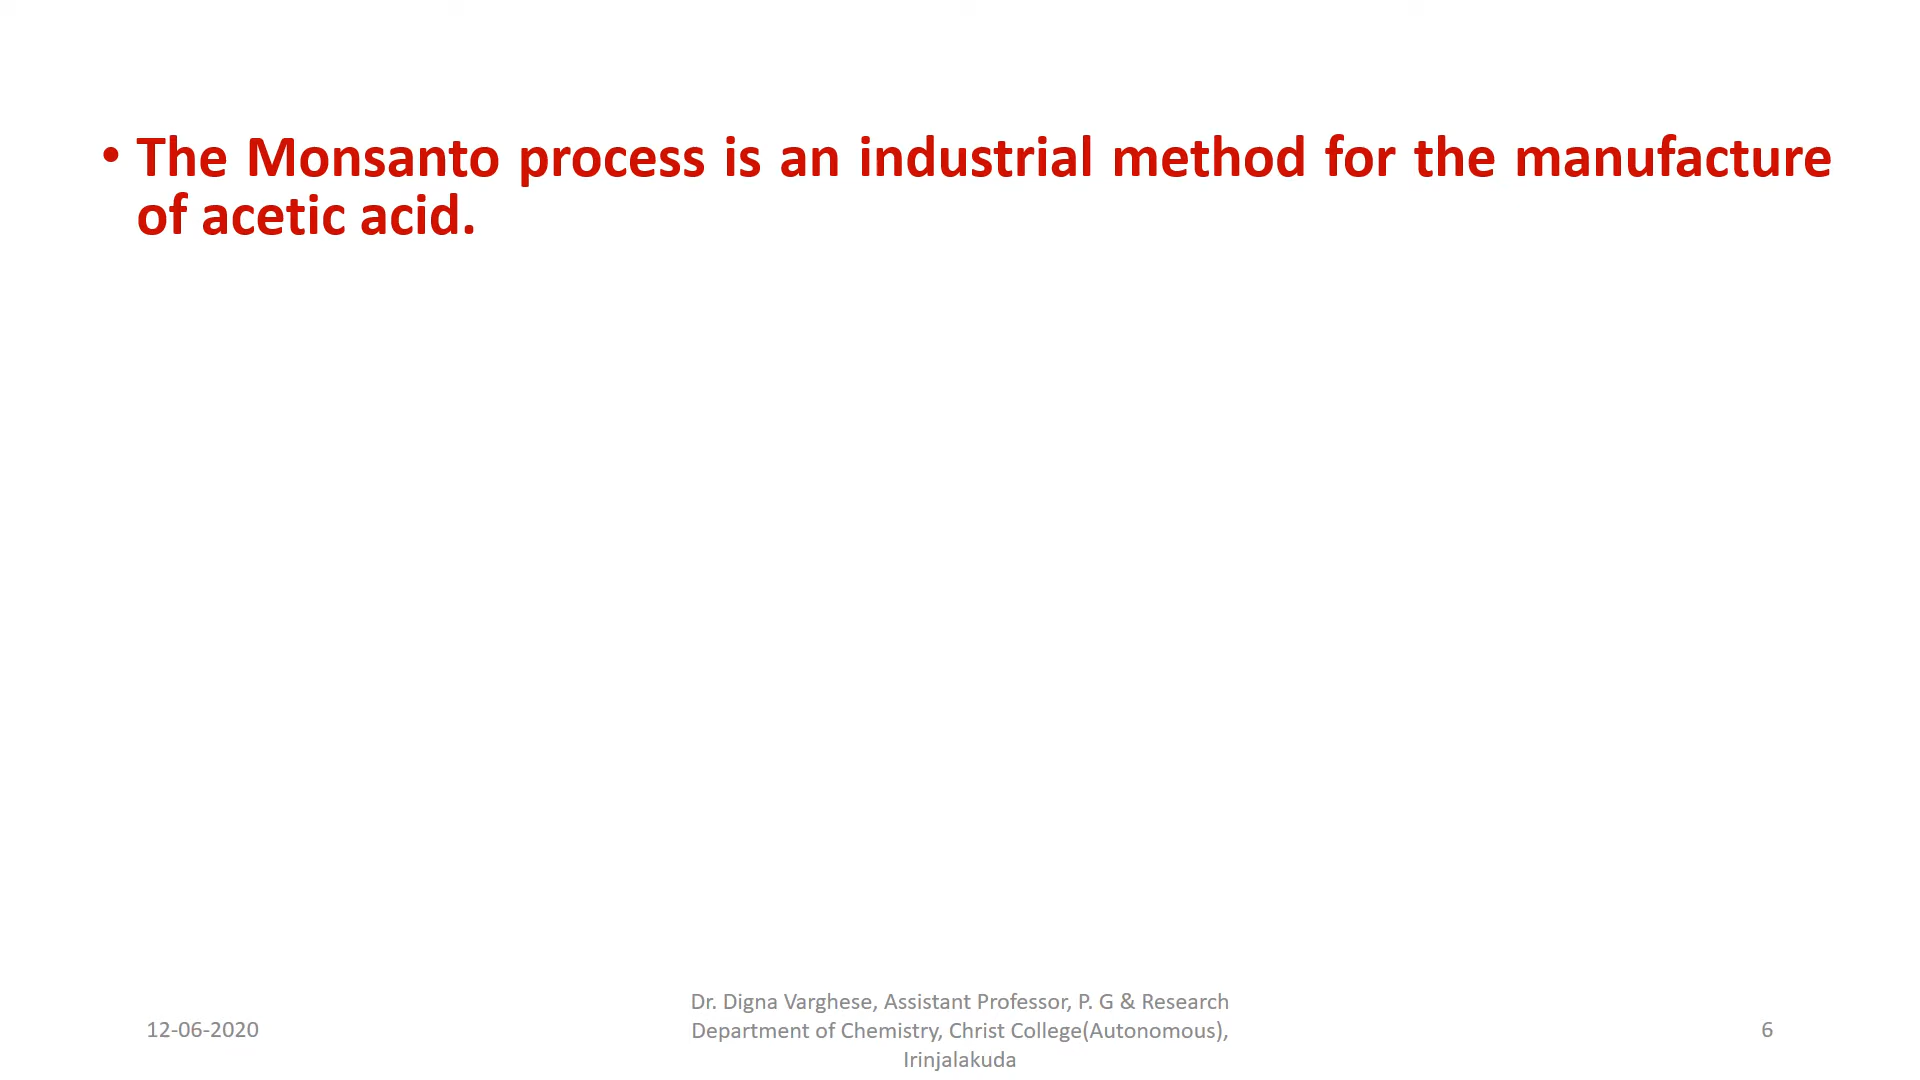 • The Monsanto process is an industrial method for the manufacture
of acetic acid.
12-06-2020
Dr. Digna Varghese, Assistant Professor, P. G & Research
Department of Chemistry, Christ College(Autonomous),
Irinjalakuda
6